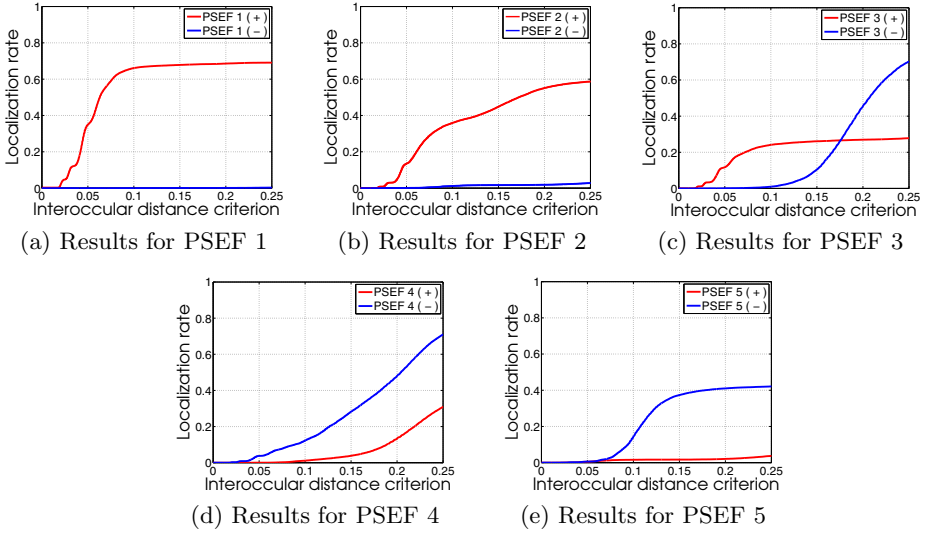 PSEF 1 (+)
PSEF 1 (−)
Localization rate
1
0.8
0.6
0.4
0.2
0
0 0.05 0.1 0.15 0.2 0.25
Interoccular distance criterion
(a) Results for PSEF 1
PSEF 2 (+)
PSEF 2 (−)
Localization rate
1
0.8
0.6
0.4
0.2
0
0 0.05 0.1 0.15 0.2 0.25
Interoccular distance criterion
(b) Results for PSEF 2
PSEF 3 (+)
PSEF 3 (−)
Localization rate
1
0.8
0.6
0.4
0.2
0
0 0.05 0.1 0.15 0.2 0.25
Interoccular distance criterion
(c) Results for PSEF 3
PSEF 4 (+)
PSEF 4 (−)
Localization rate
1
0.8
0.6
0.4
0.2
0
0 0.05 0.1 0.15 0.2 0.25
Interoccular distance criterion
(d) Results for PSEF 4
PSEF 5 (+)
PSEF 5 (−)
Localization rate
1
0.8
0.6
0.4
0.2
0
0 0.05 0.1 0.15 0.2 0.25
Interoccular distance criterion
(e) Results for PSEF 5